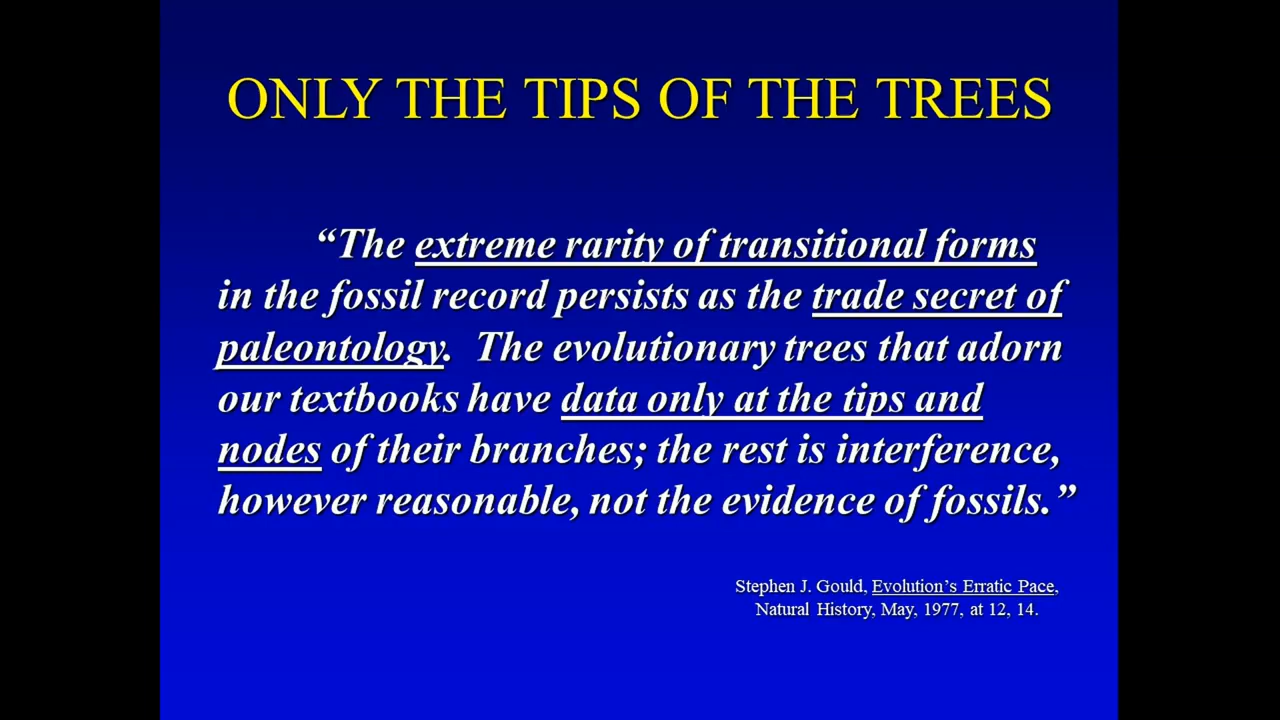 ONLY THE TIPS OF THE TREES
“The extreme rarity of transitional forms
in the fossil record persists as the trade secret of
paleontology. The evolutionary trees that adorn
our textbooks have data only at the tips and
nodes of their branches; the rest is interference,
however reasonable, not the evidence of fossils.”
Stephen J. Gould, Evolution’s Erratic Pace,
Natural History, May, 1977, at 12, 14.